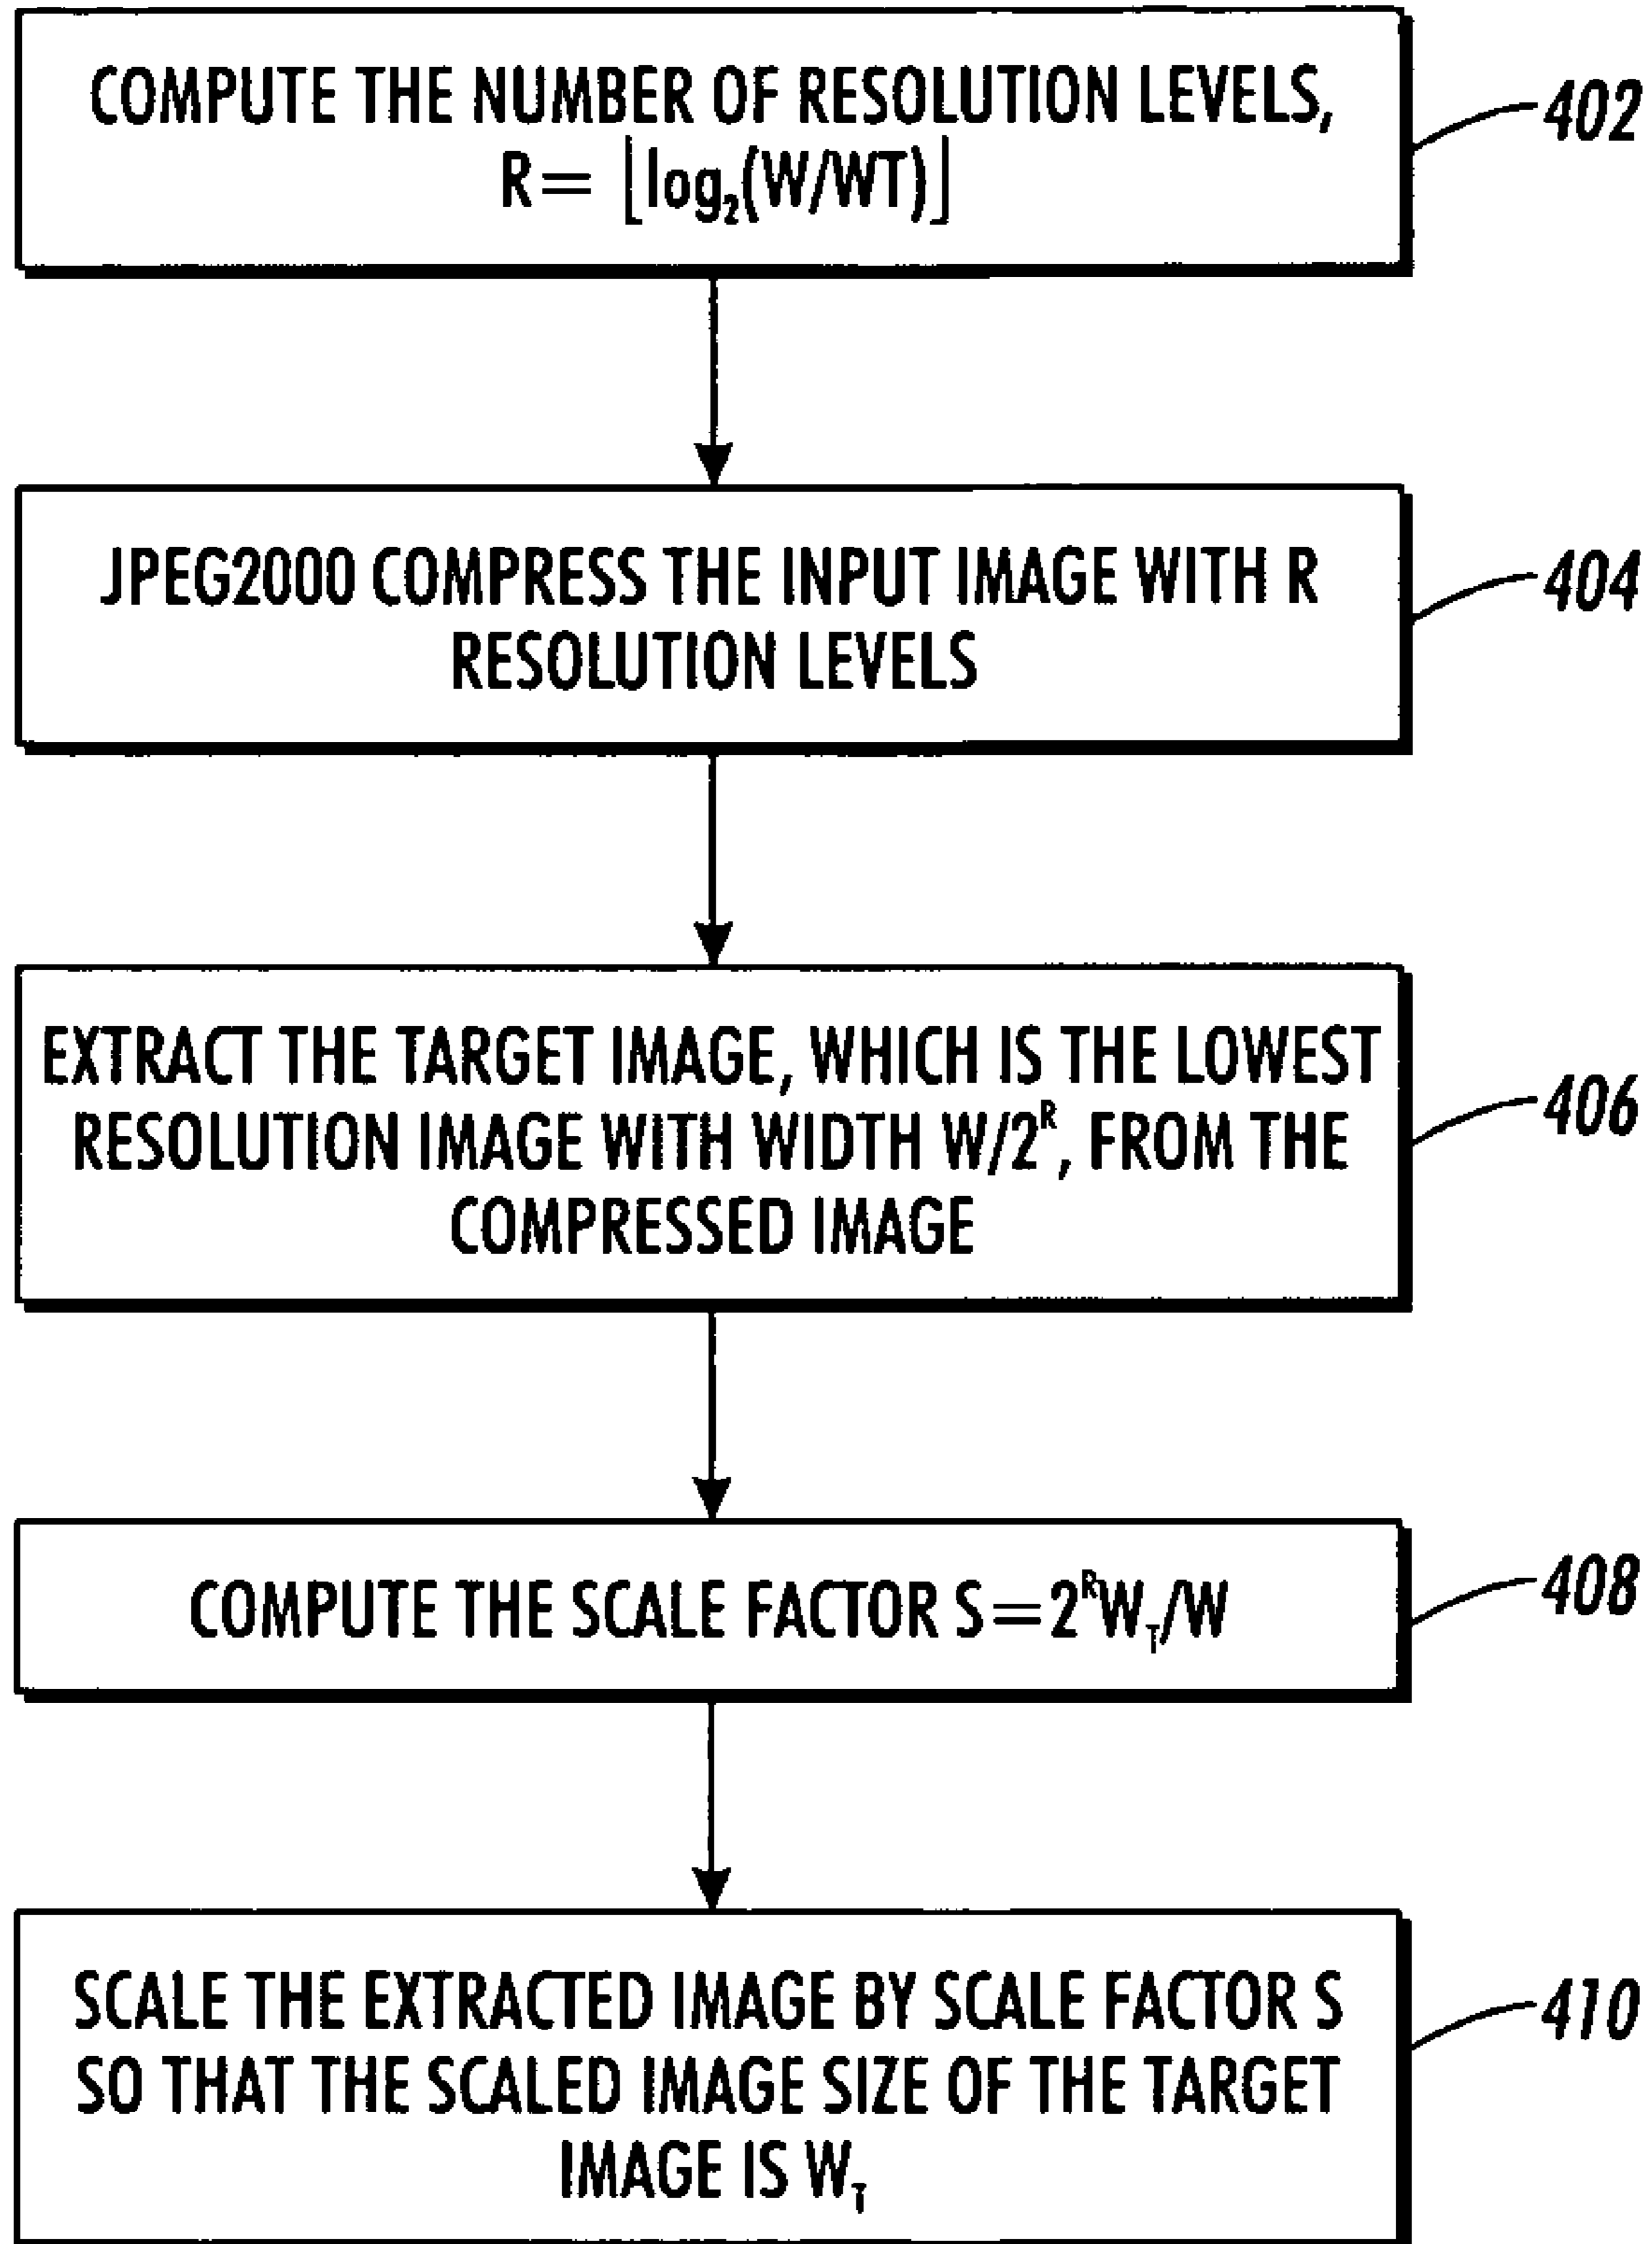 COMPUTE THE NUMBER OF RESOLUTION LEVELS,
R= ⌊log₂(W/WT)⌋
402
JPEG2000 COMPRESS THE INPUT IMAGE WITH R
RESOLUTION LEVELS
404
EXTRACT THE TARGET IMAGE, WHICH IS THE LOWEST
RESOLUTION IMAGE WITH WIDTH W/2ᴿ, FROM THE
COMPRESSED IMAGE
406
COMPUTE THE SCALE FACTOR S=2ᴿW_T/W
408
SCALE THE EXTRACTED IMAGE BY SCALE FACTOR S
SO THAT THE SCALED IMAGE SIZE OF THE TARGET
IMAGE IS W_T
410